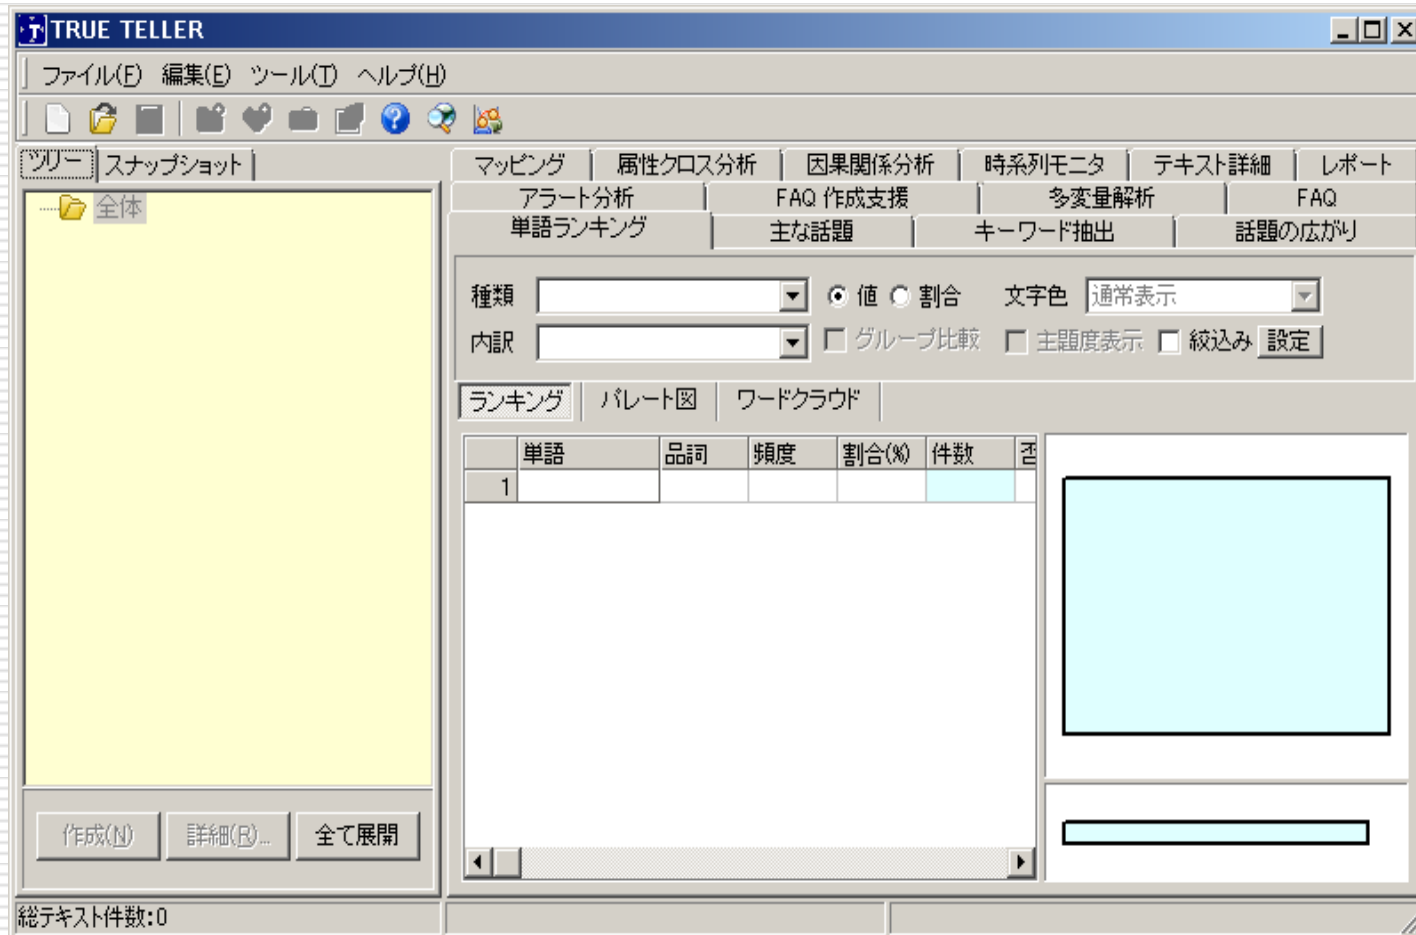 TRUE TELLER
ファイル(F) 編集(E) ツール(T) ヘルプ(H)
ツリー スナップショット
全体
作成(N) 詳細(R)... 全て展開
マッピング 属性クロス分析 因果関係分析 時系列モニタ テキスト詳細 レポート
アラート分析 FAQ 作成支援 多変量解析 FAQ
単語ランキング 主な話題 キーワード抽出 話題の広がり
種類 値 割合 文字色 通常表示
内訳 グループ比較 主題度表示 絞込み 設定
ランキング パレート図 ワードクラウド
単語 品詞 頻度 割合(%) 件数
1
総テキスト件数:0